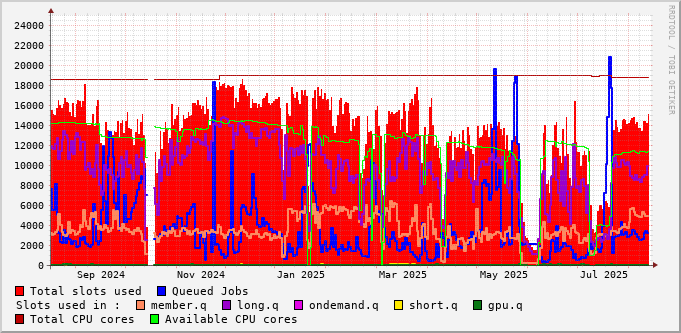 24000
22000
20000
18000
16000
14000
12000
10000
8000
6000
4000
2000
0
Sep 2024 Nov 2024 Jan 2025 Mar 2025 May 2025 Jul 2025
Total slots used Queued Jobs
Slots used in : member.q long.q ondemand.q short.q gpu.q
Total CPU cores Available CPU cores
RRDTOOL / TOBI OETIKER